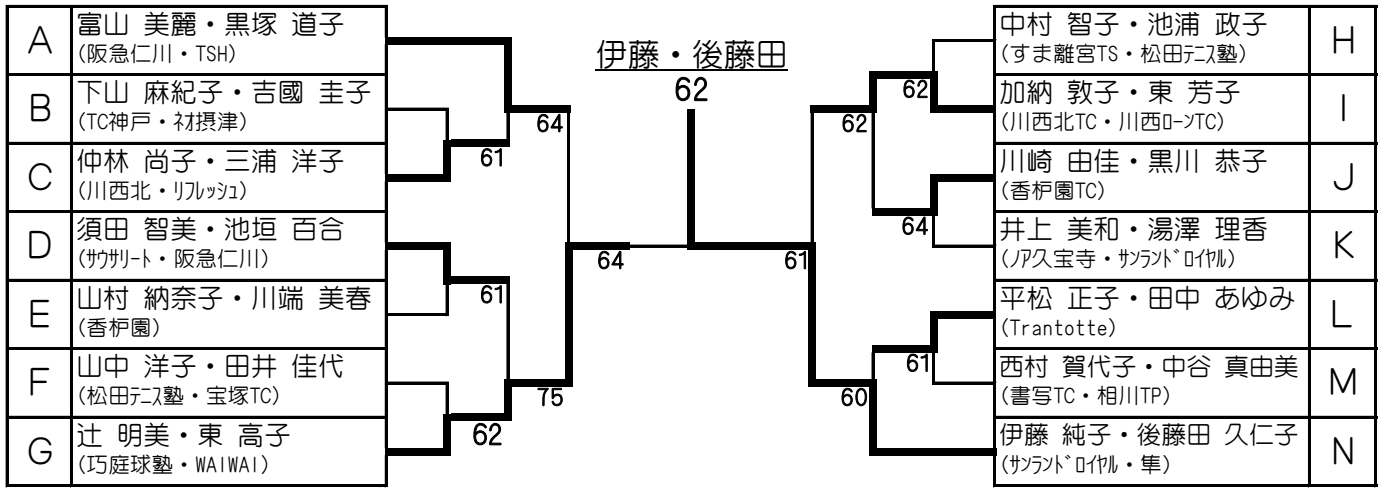 A
富山 美麗・黒塚 道子
(阪急仁川・TSH)
B
下山 麻紀子・吉國 圭子
(TC神戸・ﾈｵ摂津)
C
仲林 尚子・三浦 洋子
(川西北・ﾘﾌﾚｯｼｭ)
D
須田 智美・池垣 百合
(ｻｳｻﾘｰﾄ・阪急仁川)
E
山村 納奈子・川端 美春
(香枦園)
F
山中 洋子・田井 佳代
(松田ﾃﾆｽ塾・宝塚TC)
G
辻 明美・東 高子
(巧庭球塾・WAIWAI)
64
61
61
62
75
64
伊藤・後藤田
62
61
62
60
62
64
61
中村 智子・池浦 政子
(すま離宮TS・松田ﾃﾆｽ塾)
H
加納 敦子・東 芳子
(川西北TC・川西ﾛｰﾝTC)
I
川崎 由佳・黒川 恭子
(香枦園TC)
J
井上 美和・湯澤 理香
(ﾉｱ久宝寺・ｻﾝﾗﾝﾄﾞﾛｲﾔﾙ)
K
平松 正子・田中 あゆみ
(Trantotte)
L
西村 賀代子・中谷 真由美
(書写TC・相川TP)
M
伊藤 純子・後藤田 久仁子
(ｻﾝﾗﾝﾄﾞﾛｲﾔﾙ・隼)
N